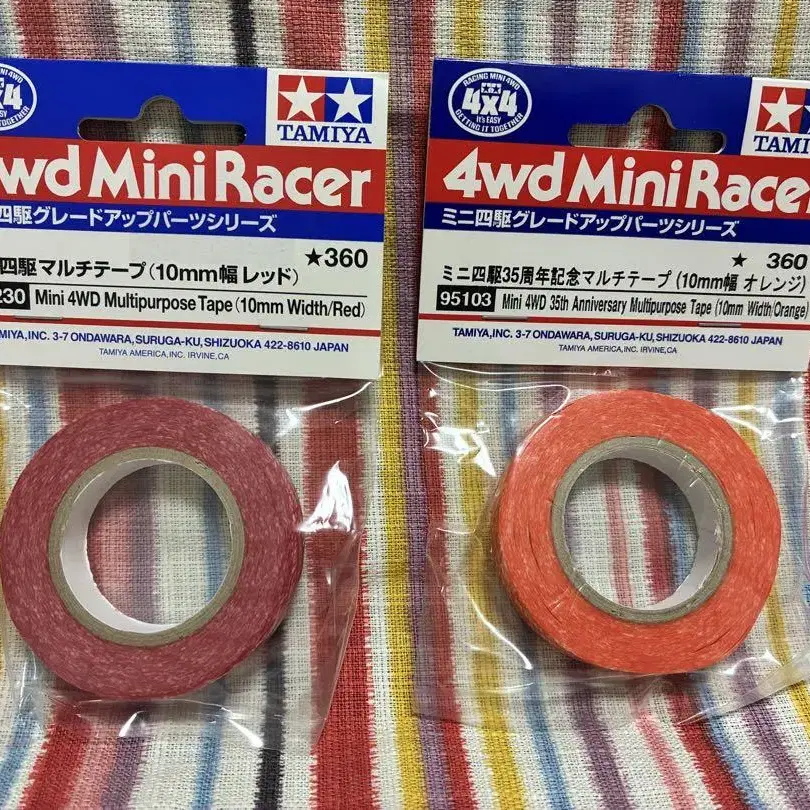 4x4
TAMIYA
wd Mini Racer
四駆グレードアップパーツシリーズ
★360
四駆マルチテープ(10mm幅 レッド)
230 Mini 4WD Multipurpose Tape (10mm Width/Red)
MIYA,INC. 3-7 ONDAWARA, SURUGA-KU, SHIZUOKA 422-8610 JAPAN
TAMIYA AMERICA,INC. IRVINE,CA
RACING MINI 4WD
4x4
It's EASY
GETTING IT TOGETHER
TAMI
4wd Mini Race
ミニ四駆グレードアップパーツシリーズ
★ 360
ミニ四駆35周年記念マルチテープ (10mm幅 オレンジ)
95103 Mini 4WD 35th Anniversary Multipurpose Tape (10mm Width/Orange)
TAMIYA,INC. 3-7 ONDAWARA, SURUGA-KU, SHIZUOKA 422-8610 JAPAN
TAMIYA AMERICA,INC. IRVINE,CA